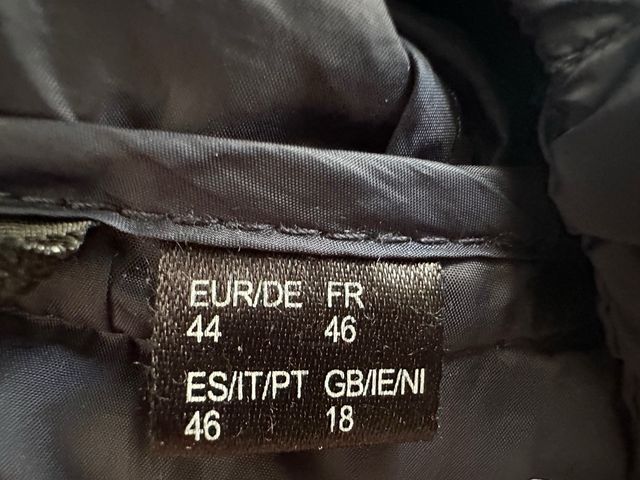 EUR/DE FR
44 46
ES/IT/PT GB/IE/NI
46 18